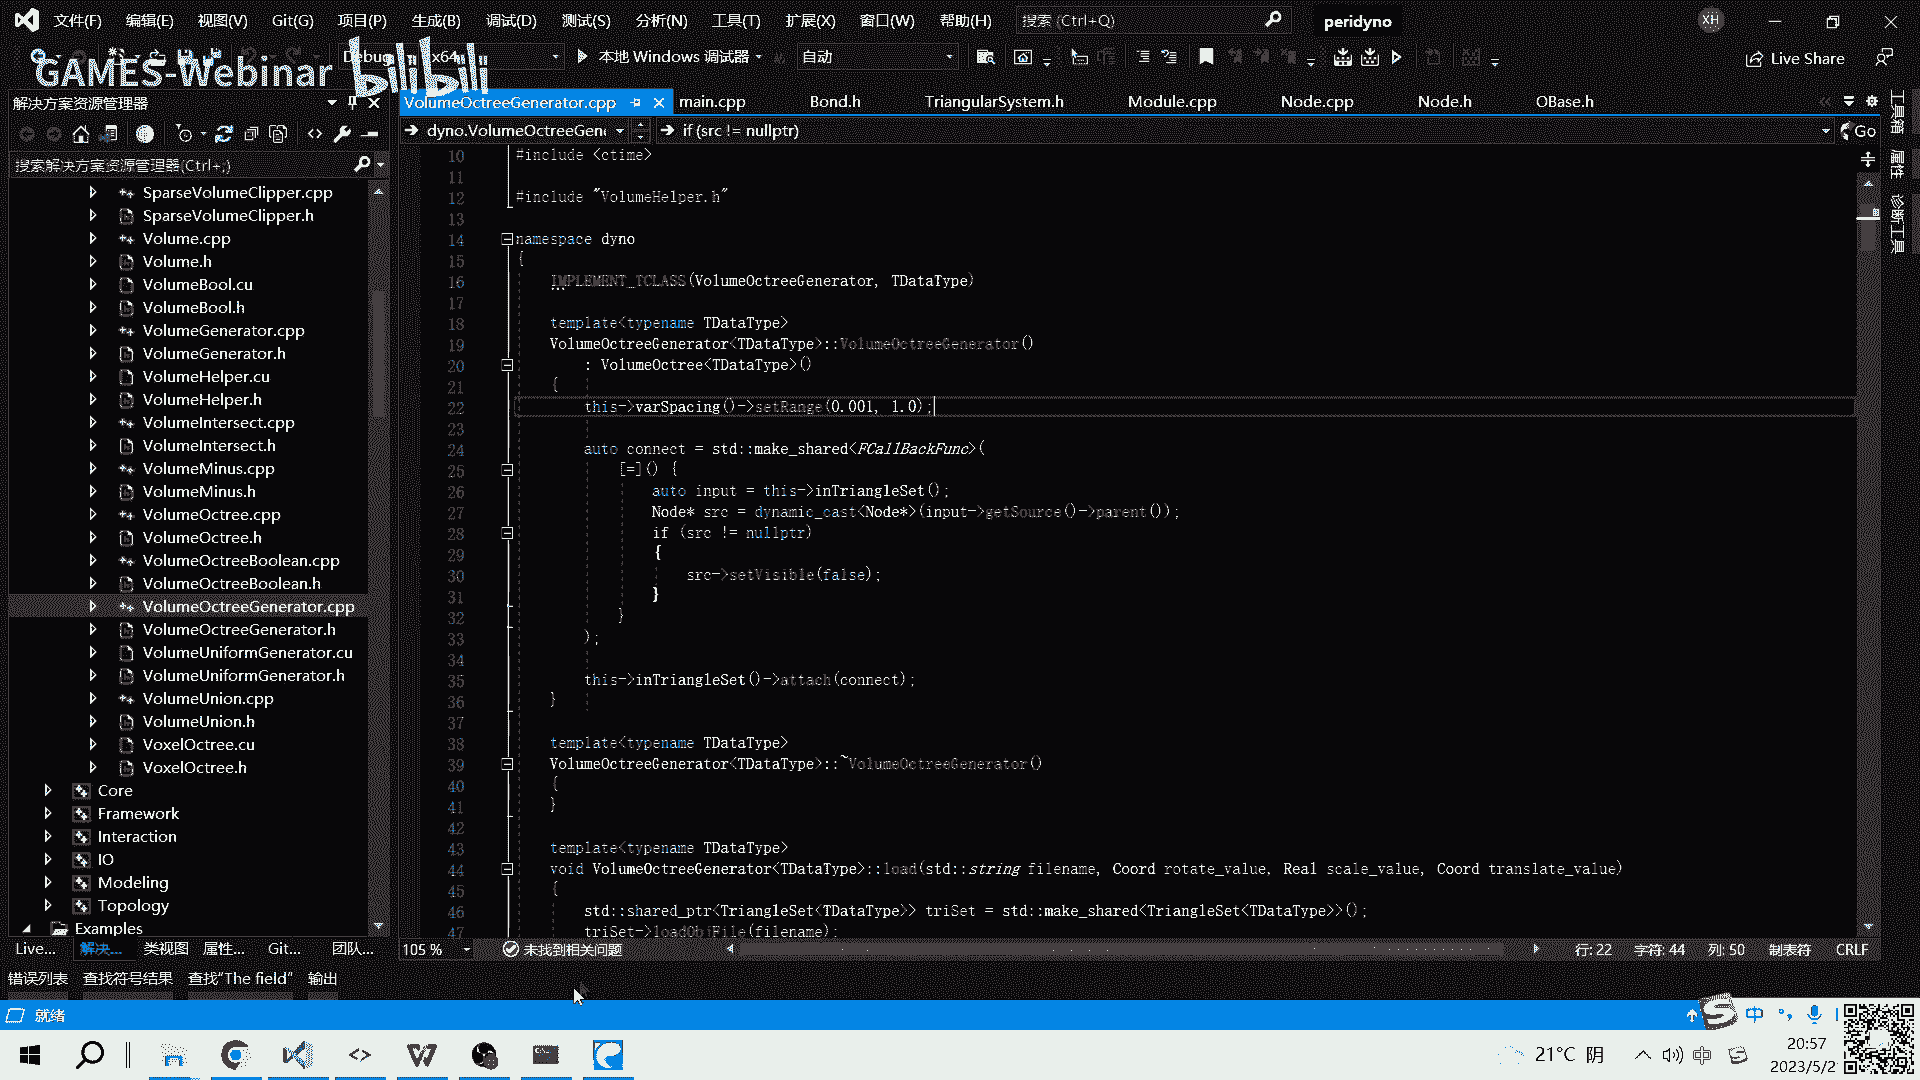 文件(F) 编辑(E) 视图(V) Git(G) 项目(P) 生成(B) 调试(D) 测试(S) 分析(N) 工具(T) 扩展(X) 窗口(W) 帮助(H) 搜索 (Ctrl+Q) peridyno XH
Debug x64 本地 Windows 调试器 自动 Live Share
GAMES-Webinar bilibili
解决方案资源管理器
VolumeOctreeGenerator.cpp main.cpp Bond.h TriangularSystem.h Module.cpp Node.cpp Node.h OBase.h
dyno.VolumeOctreeGen if (src != nullptr) Go
工具箱 属性 诊断工具
搜索解决方案资源管理器(Ctrl+;)
SparseVolumeClipper.cpp
SparseVolumeClipper.h
Volume.cpp
Volume.h
VolumeBool.cu
VolumeBool.h
VolumeGenerator.cpp
VolumeGenerator.h
VolumeHelper.cu
VolumeHelper.h
VolumeIntersect.cpp
VolumeIntersect.h
VolumeMinus.cpp
VolumeMinus.h
VolumeOctree.cpp
VolumeOctree.h
VolumeOctreeBoolean.cpp
VolumeOctreeBoolean.h
VolumeOctreeGenerator.cpp
VolumeOctreeGenerator.h
VolumeUniformGenerator.cu
VolumeUniformGenerator.h
VolumeUnion.cpp
VolumeUnion.h
VoxelOctree.cu
VoxelOctree.h
Core
Framework
Interaction
IO
Modeling
Topology
Examples
Live... 解决... 类视图 属性... Git... 团队...
10 #include <ctime>
11
12 #include "VolumeHelper.h"
13
14 namespace dyno
15 {
16 IMPLEMENT_TCLASS(VolumeOctreeGenerator, TDataType)
17
18 template<typename TDataType>
19 VolumeOctreeGenerator<TDataType>::VolumeOctreeGenerator()
20 : VolumeOctree<TDataType>()
21 {
22 this->varSpacing()->setRange(0.001, 1.0);
23
24 auto connect = std::make_shared<FCallBackFunc>(
25 [=]() {
26 auto input = this->inTriangleSet();
27 Node* src = dynamic_cast<Node*>(input->getSource()->parent());
28 if (src != nullptr)
29 {
30 src->setVisible(false);
31 }
32 }
33 );
34
35 this->inTriangleSet()->attach(connect);
36 }
37
38 template<typename TDataType>
39 VolumeOctreeGenerator<TDataType>::~VolumeOctreeGenerator()
40 {
41 }
42
43 template<typename TDataType>
44 void VolumeOctreeGenerator<TDataType>::load(std::string filename, Coord rotate_value, Real scale_value, Coord translate_value)
45 {
46 std::shared_ptr<TriangleSet<TDataType>> triSet = std::make_shared<TriangleSet<TDataType>>();
47 triSet->loadObjFile(filename);
105 % 未找到相关问题 行: 22 字符: 44 列: 50 制表符 CRLF
错误列表 查找符号结果 查找"The field" 输出
就绪 中
21°C 阴 中 20:57
2023/5/2